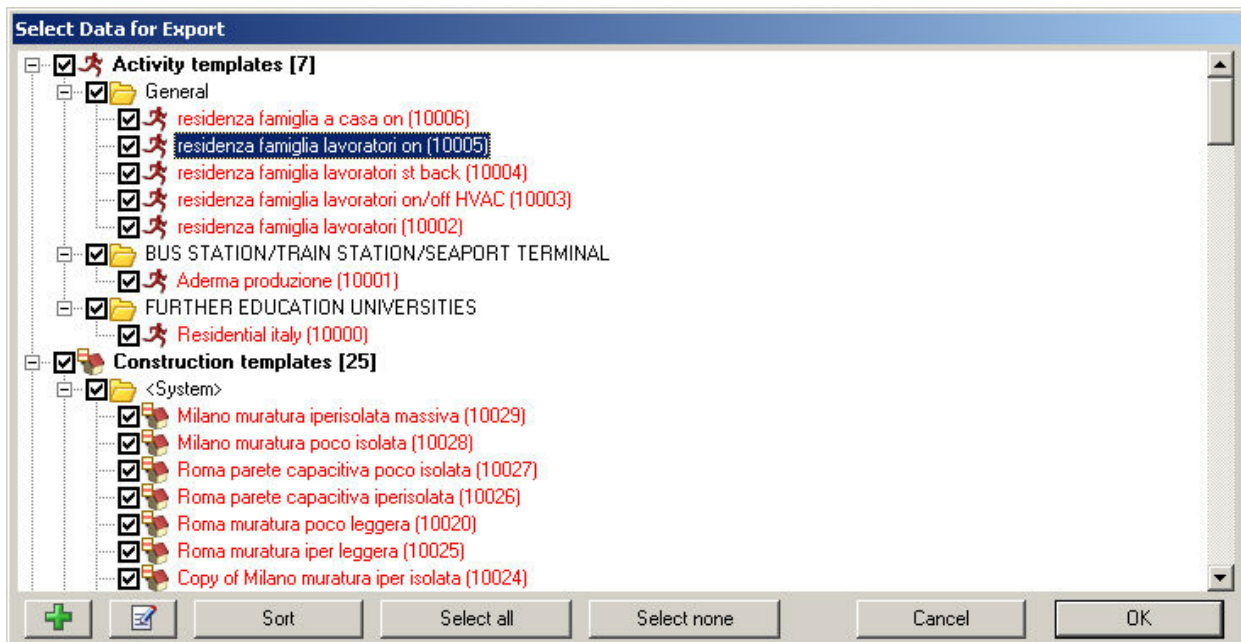 Select Data for Export
Activity templates [7]
General
residenza famiglia a casa on (10006)
residenza famiglia lavoratori on (10005)
residenza famiglia lavoratori st back (10004)
residenza famiglia lavoratori on/off HVAC (10003)
residenza famiglia lavoratori (10002)
BUS STATION/TRAIN STATION/SEAPORT TERMINAL
Aderma produzione (10001)
FURTHER EDUCATION UNIVERSITIES
Residential italy (10000)
Construction templates [25]
<System>
Milano muratura iperisolata massiva (10029)
Milano muratura poco isolata (10028)
Roma parete capacitiva poco isolata (10027)
Roma parete capacitiva iperisolata (10026)
Roma muratura poco leggera (10020)
Roma muratura iper leggera (10025)
Copy of Milano muratura iper isolata (10024)
Sort Select all Select none Cancel OK